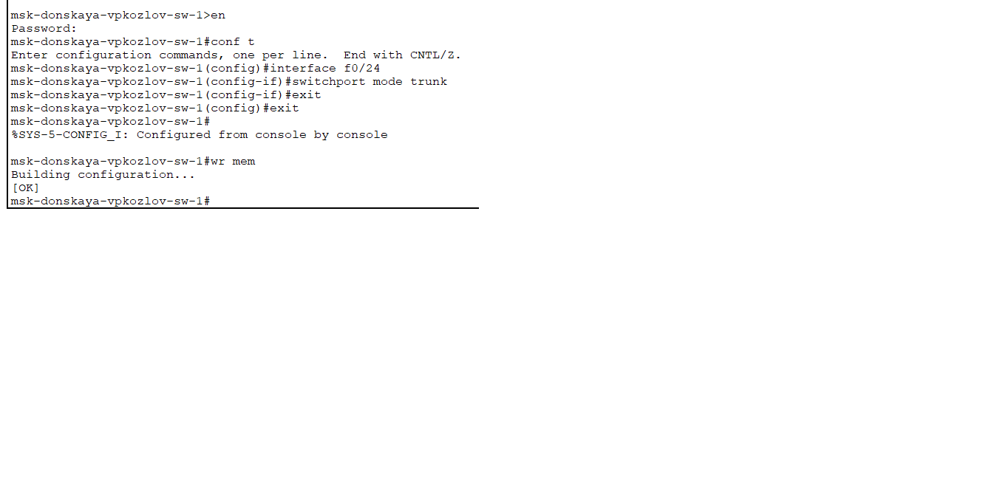 msk-donskaya-vpkozlov-sw-1>en
Password:
msk-donskaya-vpkozlov-sw-1#conf t
Enter configuration commands, one per line.  End with CNTL/Z.
msk-donskaya-vpkozlov-sw-1(config)#interface f0/24
msk-donskaya-vpkozlov-sw-1(config-if)#switchport mode trunk
msk-donskaya-vpkozlov-sw-1(config-if)#exit
msk-donskaya-vpkozlov-sw-1(config)#exit
msk-donskaya-vpkozlov-sw-1#
%SYS-5-CONFIG_I: Configured from console by console
msk-donskaya-vpkozlov-sw-1#wr mem
Building configuration...
[OK]
msk-donskaya-vpkozlov-sw-1#